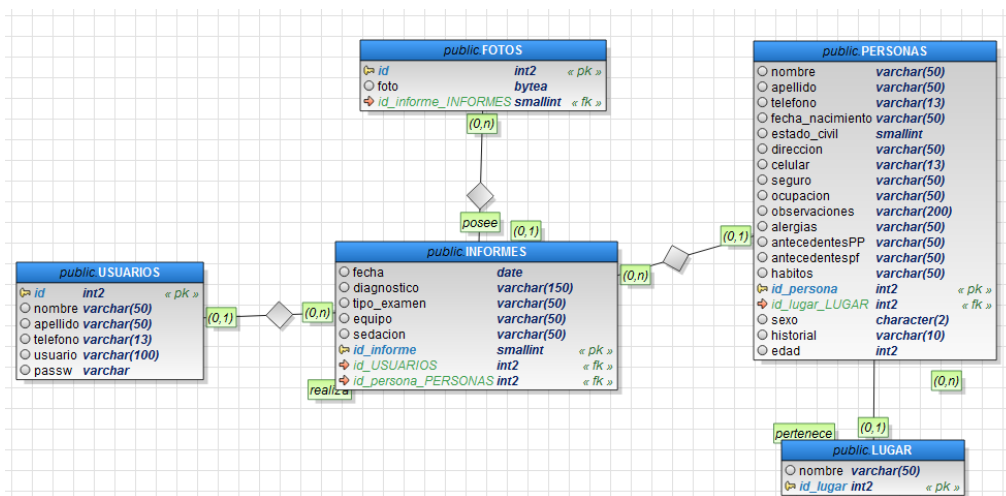 public.FOTOS
id int2 « pk »
foto bytea
id_informe_INFORMES smallint « fk »
(0,n)
posee
(0,1)
public.PERSONAS
nombre varchar(50)
apellido varchar(50)
telefono varchar(13)
fecha_nacimiento varchar(50)
estado_civil smallint
direccion varchar(50)
celular varchar(13)
seguro varchar(50)
ocupacion varchar(50)
observaciones varchar(200)
alergias varchar(50)
antecedentesPP varchar(50)
antecedentespf varchar(50)
habitos varchar(50)
id_persona int2 « pk »
id_lugar_LUGAR int2 « fk »
sexo character(2)
historial varchar(10)
edad int2
(0,1)
(0,n)
public.INFORMES
fecha date
diagnostico varchar(150)
tipo_examen varchar(50)
equipo varchar(50)
sedacion varchar(50)
id_informe smallint « pk »
id_USUARIOS int2 « fk »
id_persona_PERSONAS int2 « fk »
realiza
public.USUARIOS
id int2 « pk »
nombre varchar(50)
apellido varchar(50)
telefono varchar(13)
usuario varchar(100)
passw varchar
(0,1)
(0,n)
(0,n)
(0,1)
pertenece
public.LUGAR
nombre varchar(50)
id_lugar int2 « pk »